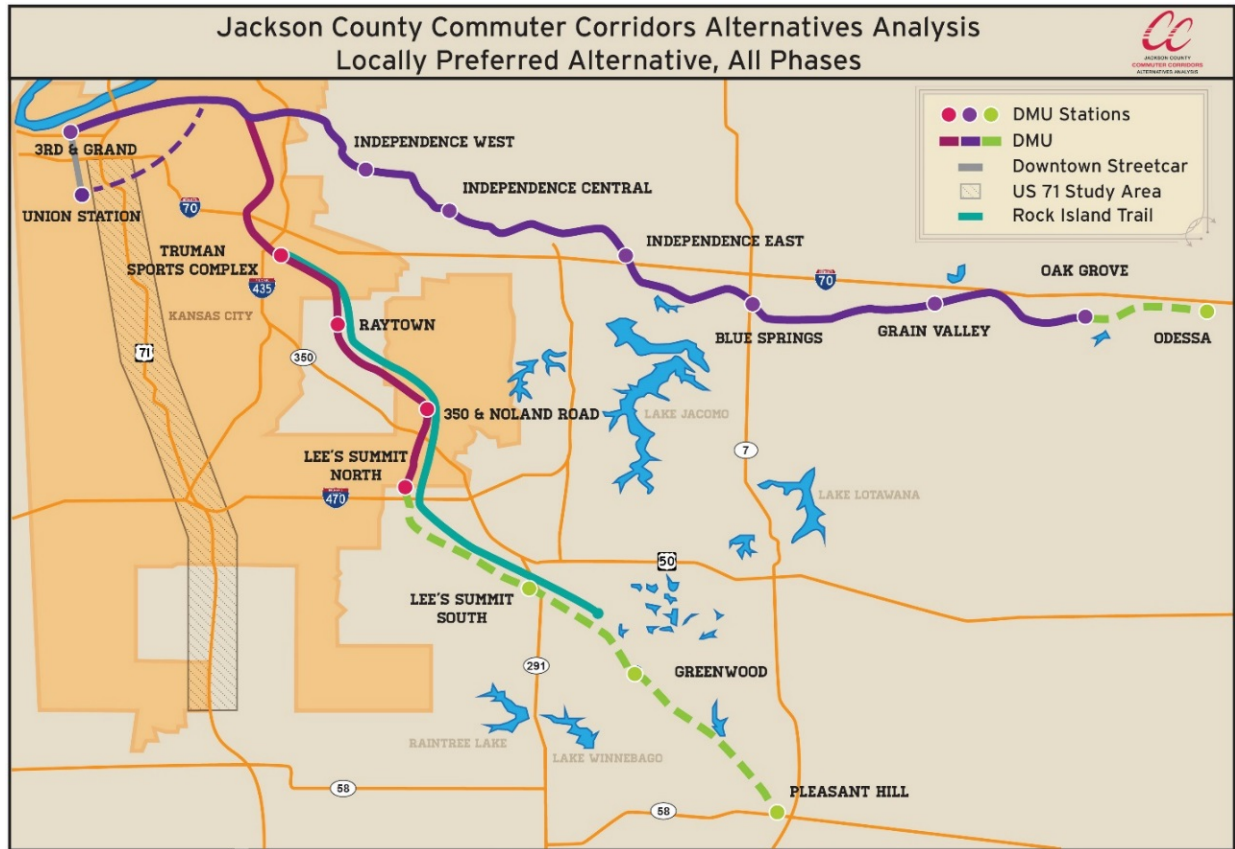 Jackson County Commuter Corridors Alternatives Analysis
Locally Preferred Alternative, All Phases
CC
JACKSON COUNTY
COMMUTER CORRIDORS
ALTERNATIVES ANALYSIS
DMU Stations
DMU
Downtown Streetcar
US 71 Study Area
Rock Island Trail
3RD & GRAND
UNION STATION
70
INDEPENDENCE WEST
INDEPENDENCE CENTRAL
INDEPENDENCE EAST
TRUMAN
SPORTS COMPLEX
435
KANSAS CITY
71
RAYTOWN
350
70
OAK GROVE
BLUE SPRINGS
GRAIN VALLEY
ODESSA
350 & NOLAND ROAD
LAKE JACOMO
LEE'S SUMMIT
NORTH
470
7
LAKE LOTAWANA
50
LEE'S SUMMIT
SOUTH
291
GREENWOOD
RAINTREE LAKE
LAKE WINNEBAGO
58
58
PLEASANT HILL